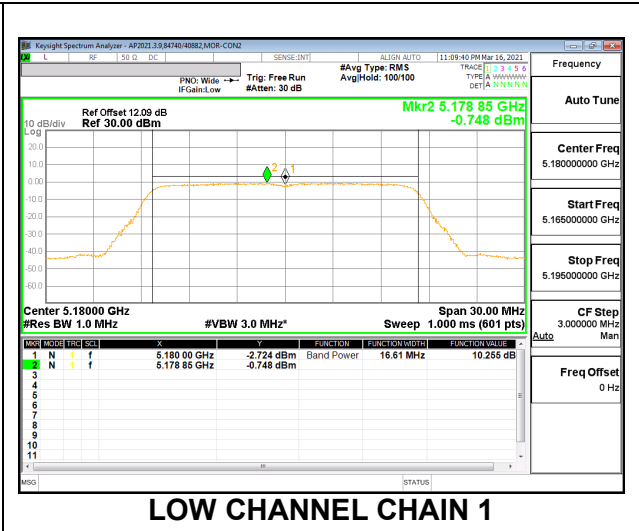 Keysight Spectrum Analyzer - AP2021.3.9,84740/40882,MOR-CON2
L RF 50 Ω DC SENSE:INT ALIGN AUTO 11:09:40 PM Mar 16, 2021
PNO: Wide IFGain:Low
Trig: Free Run #Atten: 30 dB
#Avg Type: RMS Avg|Hold: 100/100
TRACE 1 2 3 4 5 6
TYPE A WWWWW
DET A N N N N N
Frequency
Mkr2 5.178 85 GHz
-0.748 dBm
Ref Offset 12.09 dB
10 dB/div Ref 30.00 dBm
Log
20.0
10.0
0.00
-10.0
-20.0
-30.0
-40.0
-50.0
-60.0
2 1
Center 5.18000 GHz Span 30.00 MHz
#Res BW 1.0 MHz #VBW 3.0 MHz* Sweep 1.000 ms (601 pts)
MKR MODE TRC SCL X Y FUNCTION FUNCTION WIDTH FUNCTION VALUE
1 N 1 f 5.180 00 GHz -2.724 dBm Band Power 16.61 MHz 10.255 dB
2 N 1 f 5.178 85 GHz -0.748 dBm
3
4
5
6
7
8
9
10
11
MSG STATUS
Auto Tune
Center Freq
5.180000000 GHz
Start Freq
5.165000000 GHz
Stop Freq
5.195000000 GHz
CF Step
3.000000 MHz
Auto Man
Freq Offset
0 Hz
LOW CHANNEL CHAIN 1